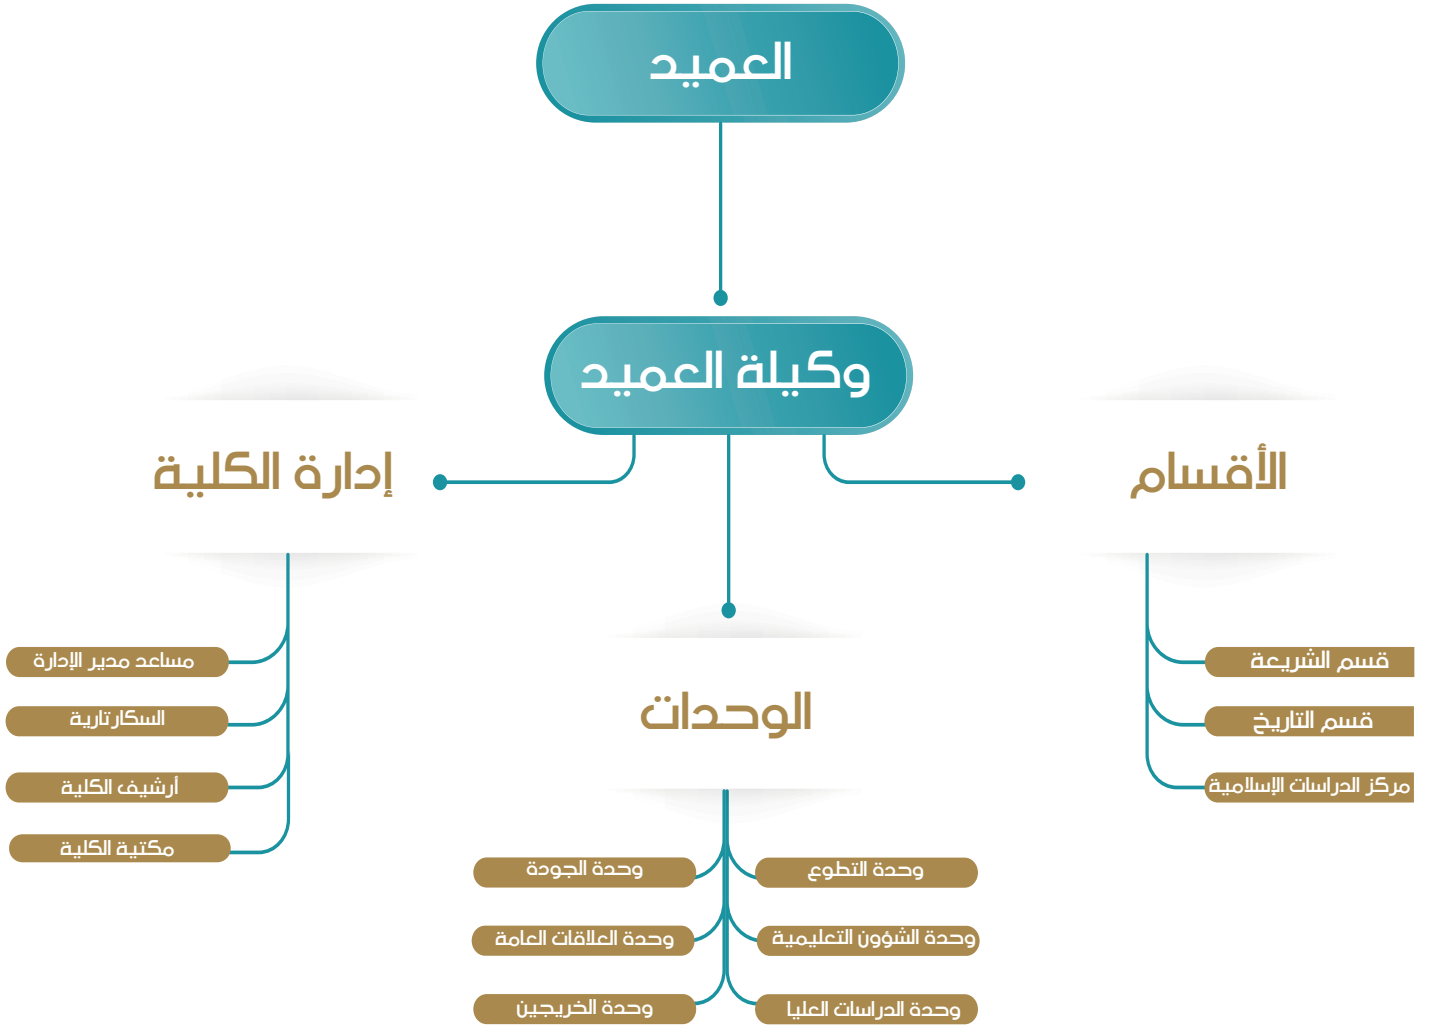 العميد
وكيلة العميد
الأقسام
قسم الشريعة
قسم التاريخ
مركز الدراسات الإسلامية
الوحدات
وحدة التطوع
وحدة الشؤون التعليمية
وحدة الدراسات العليا
وحدة الجودة
وحدة العلاقات العامة
وحدة الخريجين
إدارة الكلية
مساعد مدير الإدارة
السكارتارية
أرشيف الكلية
مكتية الكلية